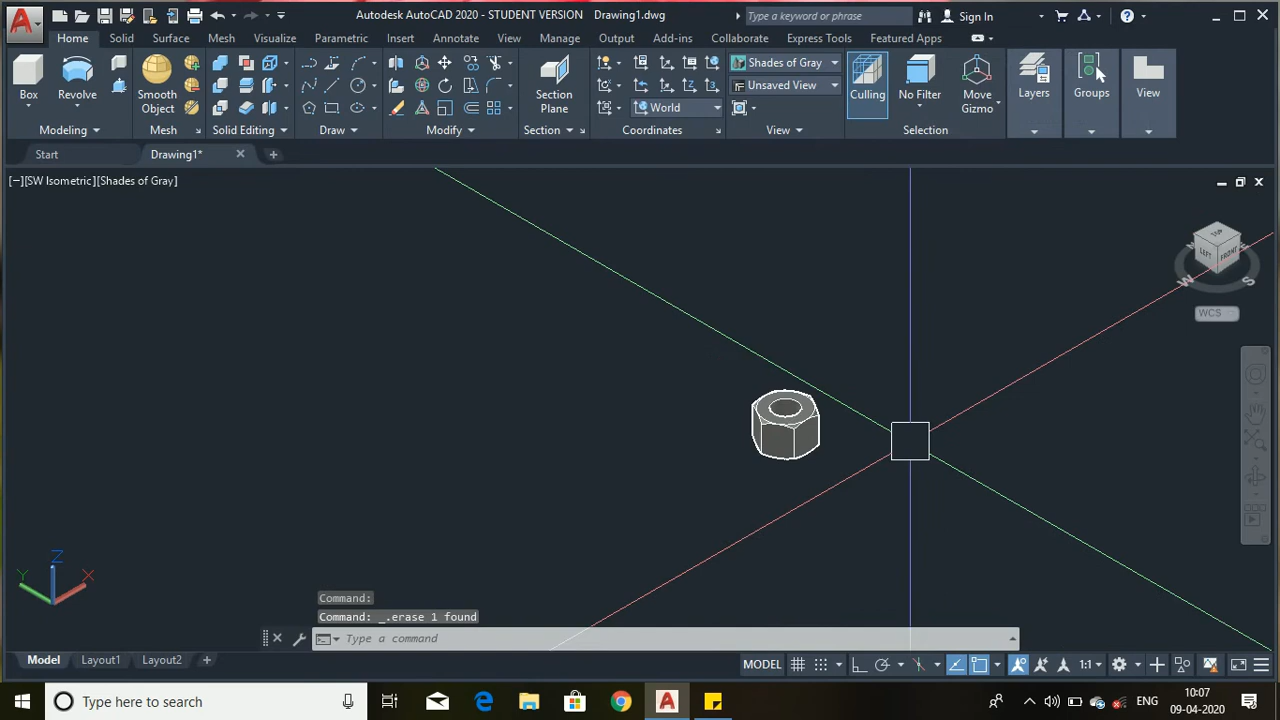 A Autodesk AutoCAD 2020 - STUDENT VERSION Drawing1.dwg Type a keyword or phrase Sign In
Home Solid Surface Mesh Visualize Parametric Insert Annotate View Manage Output Add-ins Collaborate Express Tools Featured Apps
Shades of Gray
Unsaved View
World
Box Revolve Smooth Object Section Plane Culling No Filter Move Gizmo Layers Groups View
Modeling Mesh Solid Editing Draw Modify Section Coordinates View Selection
Start Drawing1*
[−][SW Isometric][Shades of Gray]
TOP
LEFT FRONT
W S
WCS
Z
Y X
Command:
Command: _.erase 1 found
Type a command
Model Layout1 Layout2 MODEL 1:1
Type here to search A ENG 10:07
09-04-2020